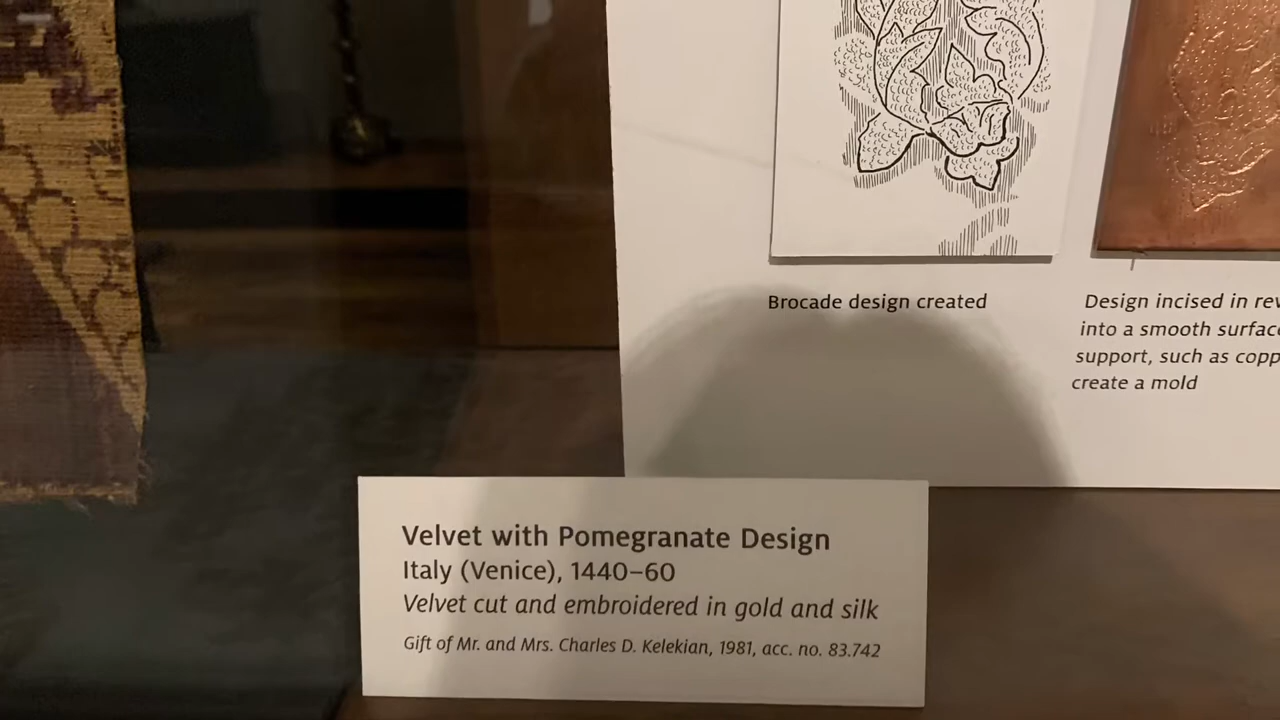 Brocade design created
Design incised in
into a smooth
support, such as
create a mold
Velvet with Pomegranate Design
Italy (Venice), 1440–60
Velvet cut and embroidered in gold and silk
Gift of Mr. and Mrs. Charles D. Kelekian, 1981, acc. no. 83.742